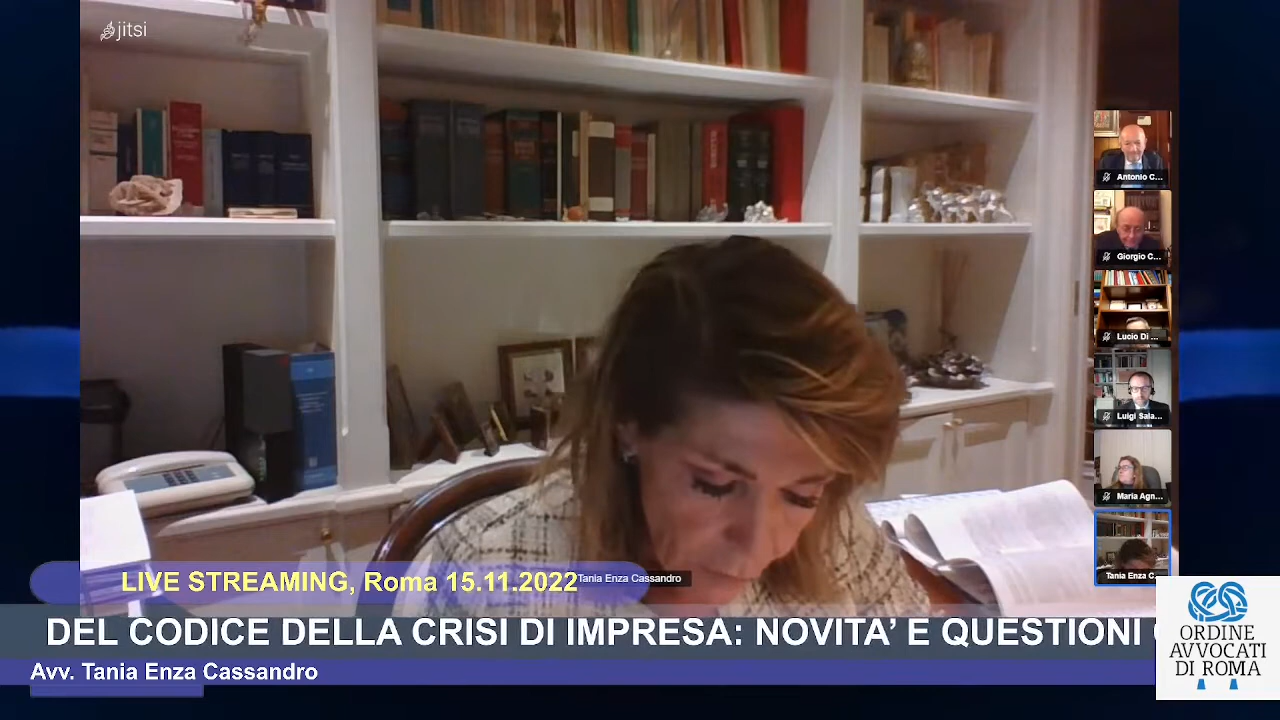 jitsi
Antonio C...
Giorgio C...
Lucio Di ...
Luigi Sala...
Maria Agn...
Tania Enza C...
Tania Enza Cassandro
LIVE STREAMING, Roma 15.11.2022
DEL CODICE DELLA CRISI DI IMPRESA: NOVITA’ E QUESTIONI
Avv. Tania Enza Cassandro
ORDINE
AVVOCATI
DI ROMA